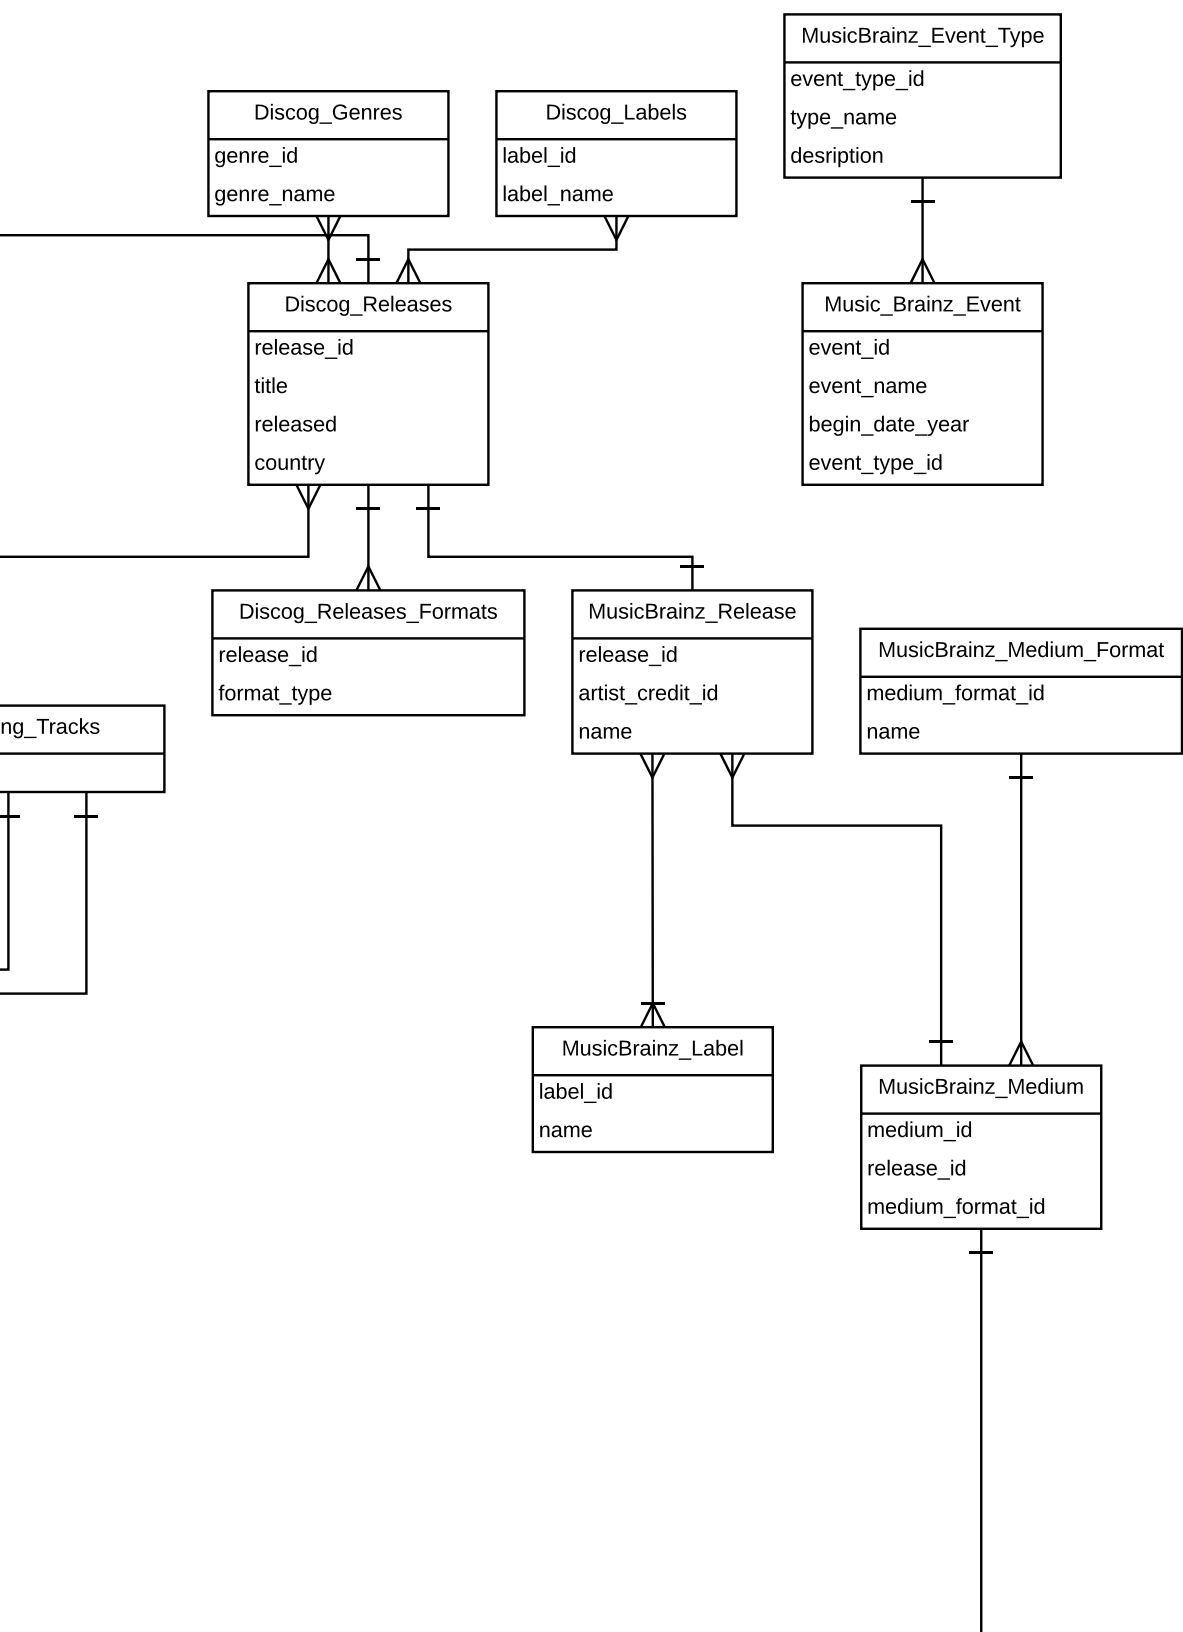 MusicBrainz_Event_Type
event_type_id
type_name
desription
Discog_Genres
genre_id
genre_name
Discog_Labels
label_id
label_name
Discog_Releases
release_id
title
released
country
Music_Brainz_Event
event_id
event_name
begin_date_year
event_type_id
Discog_Releases_Formats
release_id
format_type
MusicBrainz_Release
release_id
artist_credit_id
name
MusicBrainz_Medium_Format
medium_format_id
name
ng_Tracks
MusicBrainz_Label
label_id
name
MusicBrainz_Medium
medium_id
release_id
medium_format_id